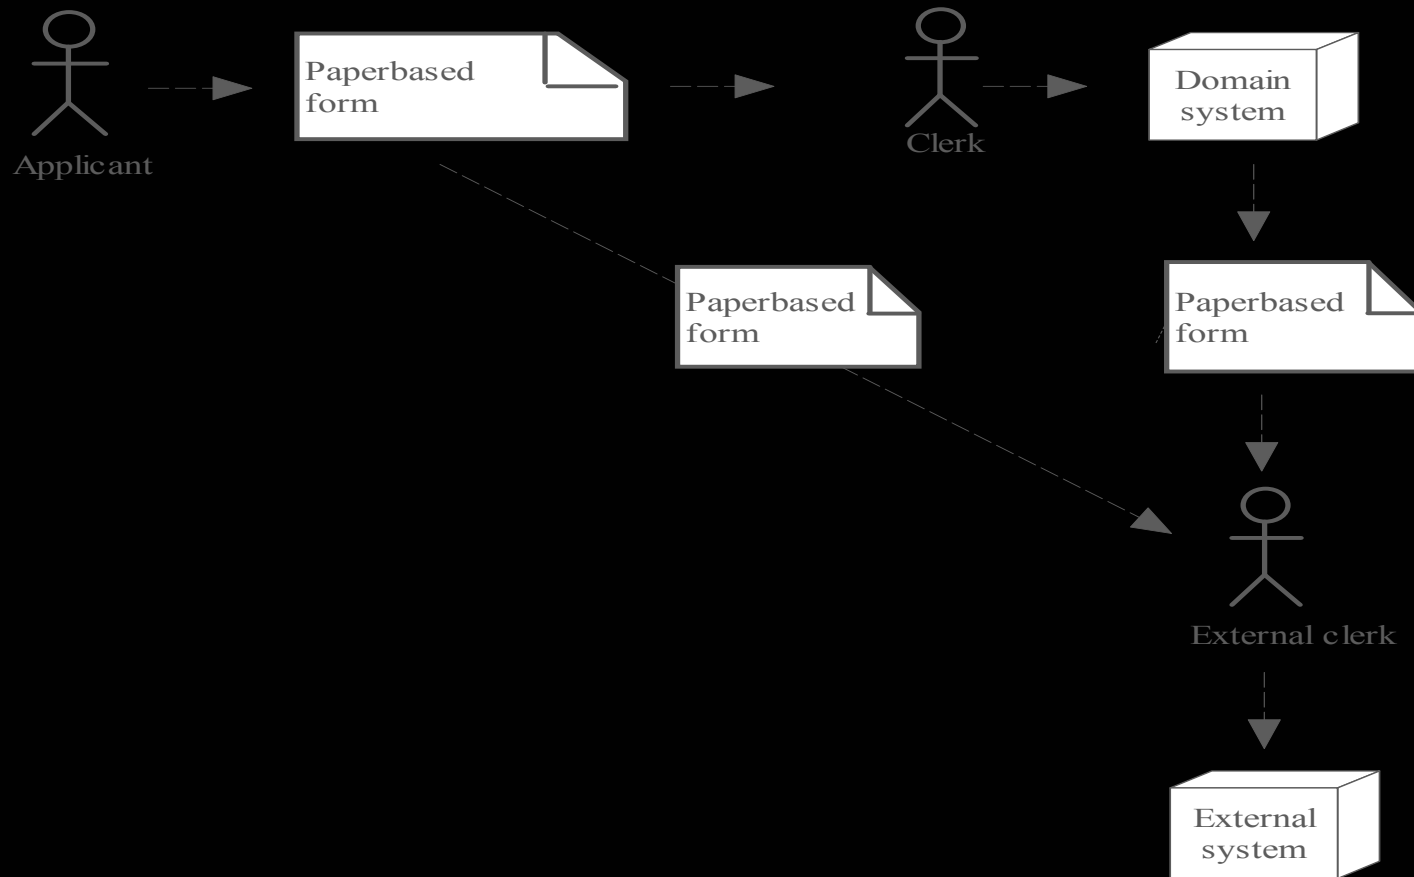 Paperbased
form
Applicant
Clerk
Domain
system
Paperbased
form
Paperbased
form
External clerk
External
system